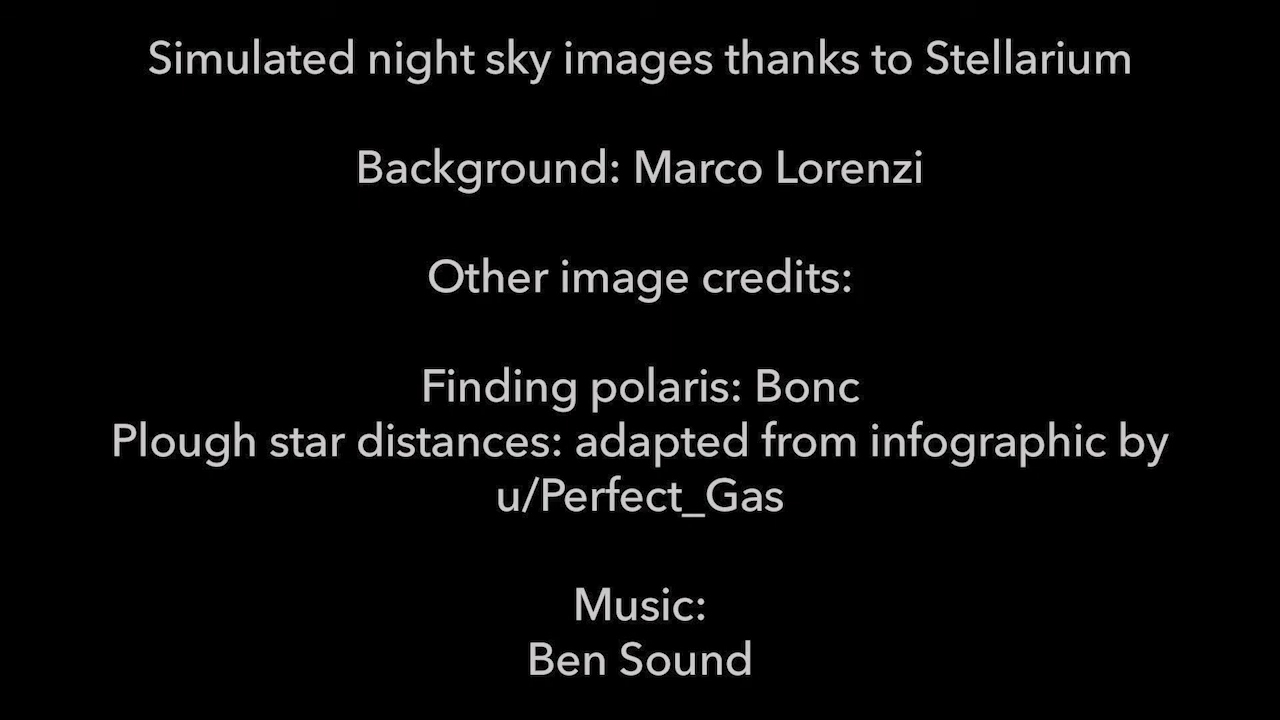 Simulated night sky images thanks to Stellarium
Background: Marco Lorenzi
Other image credits:
Finding polaris: Bonc
Plough star distances: adapted from infographic by
u/Perfect_Gas
Music:
Ben Sound